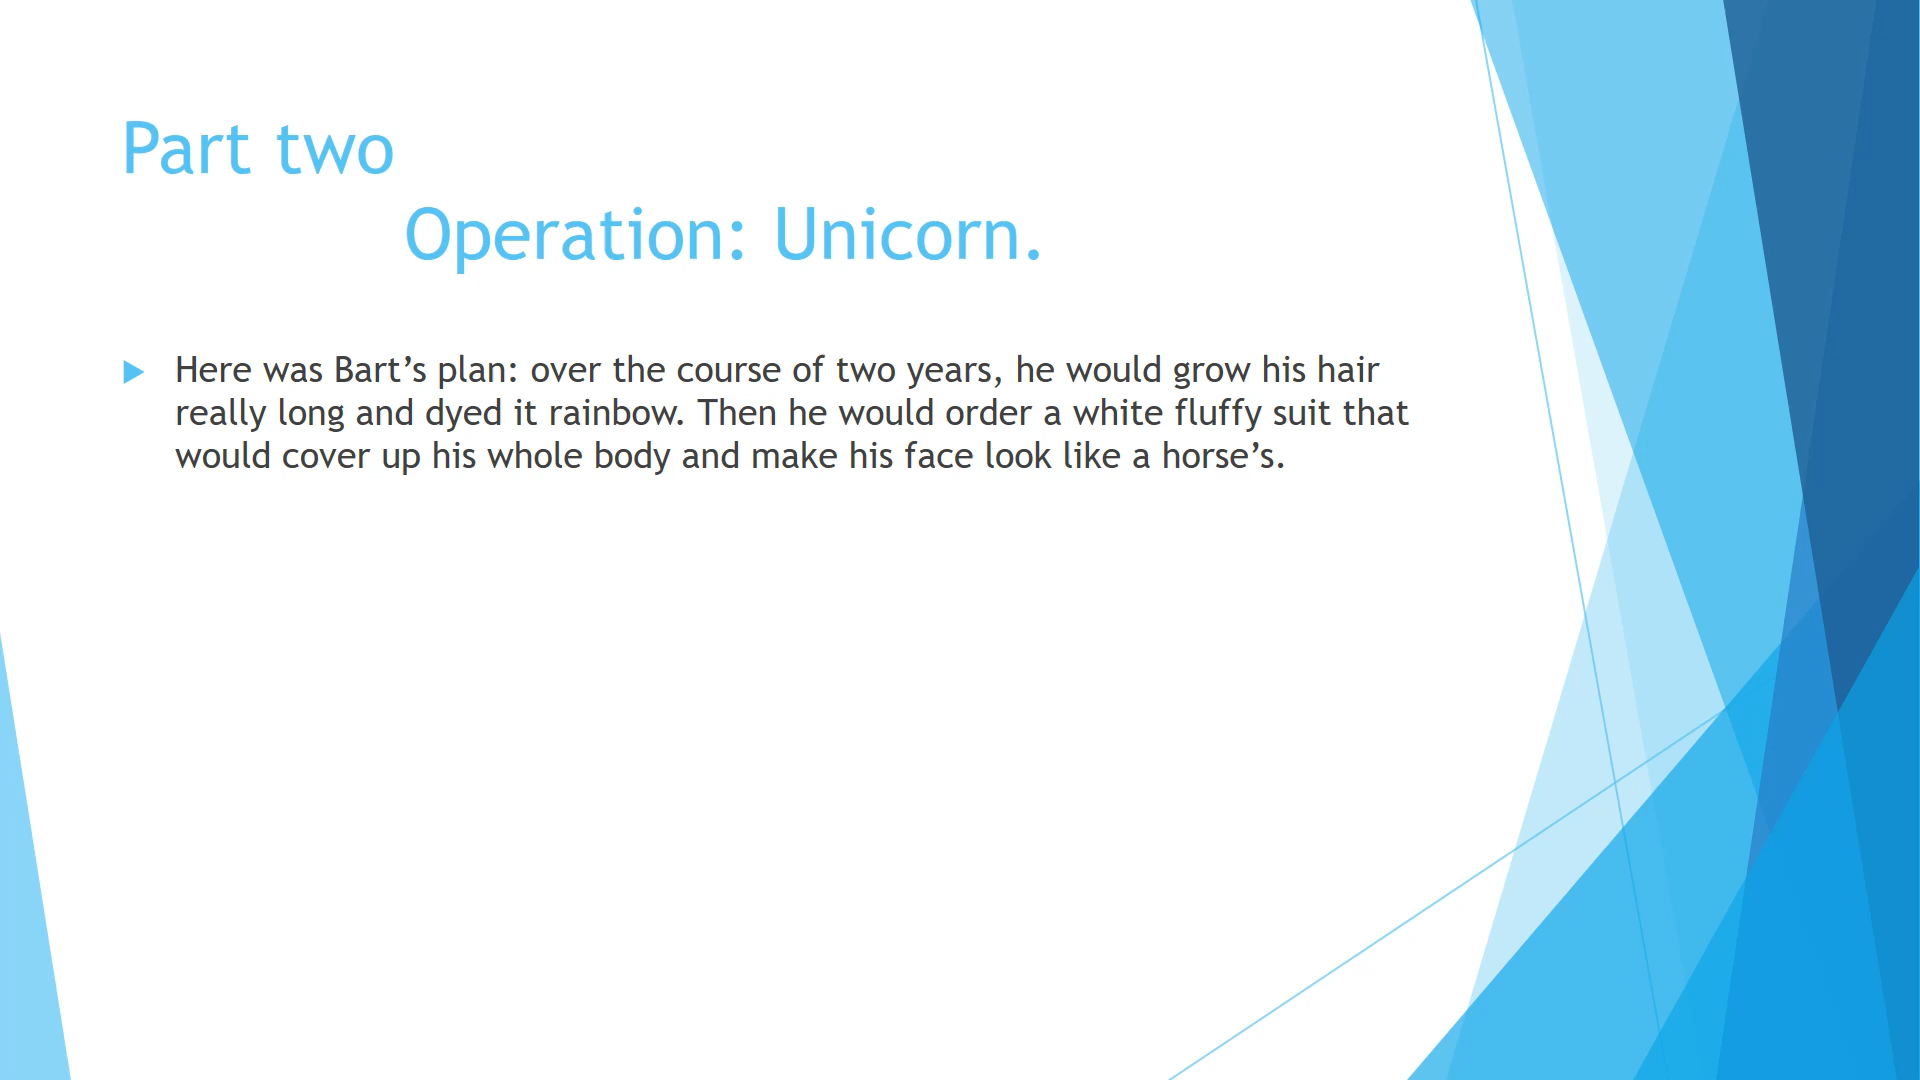 Part two
Operation: Unicorn.
Here was Bart’s plan: over the course of two years, he would grow his hair
really long and dyed it rainbow. Then he would order a white fluffy suit that
would cover up his whole body and make his face look like a horse’s.